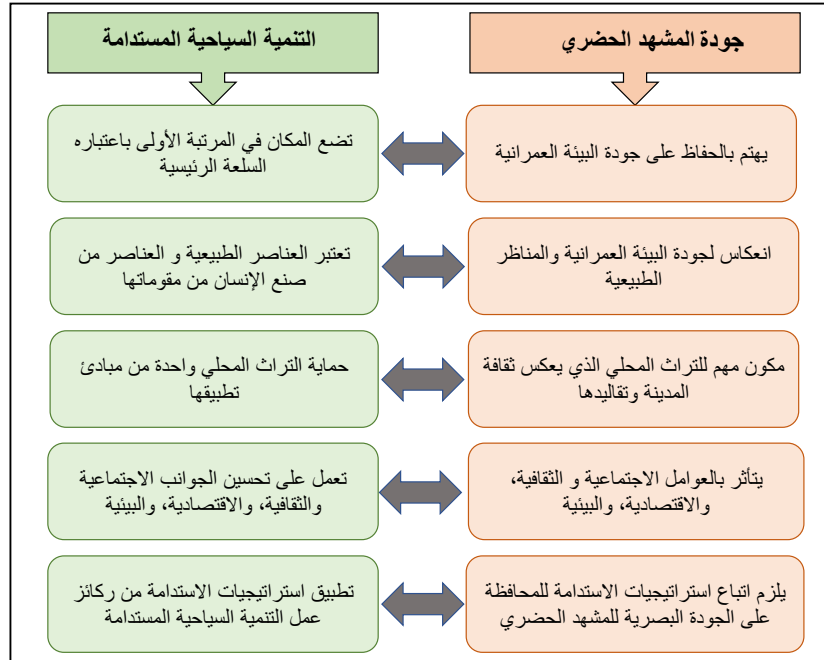 جودة المشهد الحضري
التنمية السياحية المستدامة
يهتم بالحفاظ على جودة البيئة العمرانية
تضع المكان في المرتبة الأولى باعتباره
السلعة الرئيسية
انعكاس لجودة البيئة العمرانية والمناظر
الطبيعية
تعتبر العناصر الطبيعية و العناصر من
صنع الإنسان من مقوماتها
مكون مهم للتراث المحلي الذي يعكس ثقافة
المدينة وتقاليدها
حماية التراث المحلي واحدة من مبادئ
تطبيقها
يتأثر بالعوامل الاجتماعية و الثقافية،
والاقتصادية، والبيئية
تعمل على تحسين الجوانب الاجتماعية
والثقافية، والاقتصادية، والبيئية
يلزم اتباع استراتيجيات الاستدامة للمحافظة
على الجودة البصرية للمشهد الحضري
تطبيق استراتيجيات الاستدامة من ركائز
عمل التنمية السياحية المستدامة